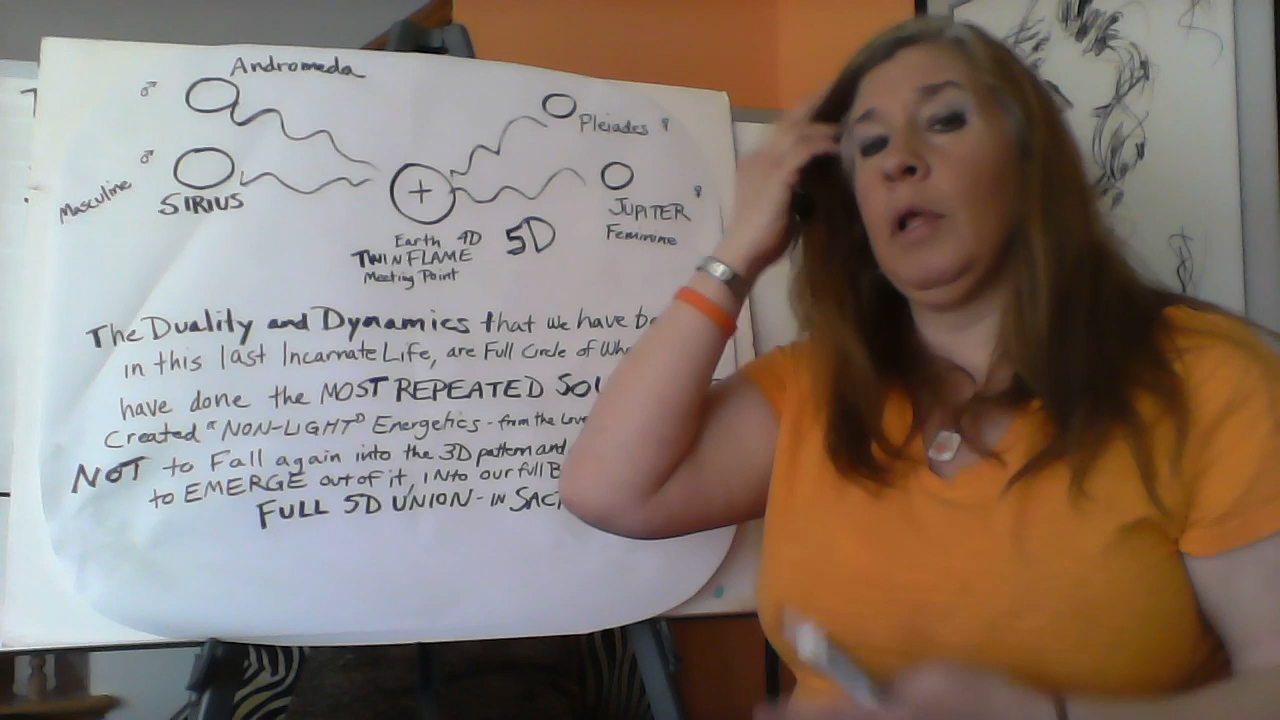 Andromeda
♂
Pleiades ♀
♂
SIRIUS
Masculine
JUPITER ♀
Feminine
Earth 4D
5D
TWIN FLAME
Meeting Point
The Duality and Dynamics that we have
in this last Incarnate Life, are Full Circle of
have done the MOST REPEATED
Created "NON-LIGHT" Energetics - from the
NOT to Fall again into the 3D pattern and
to EMERGE out of it, INto our full
FULL 5D UNION - IN